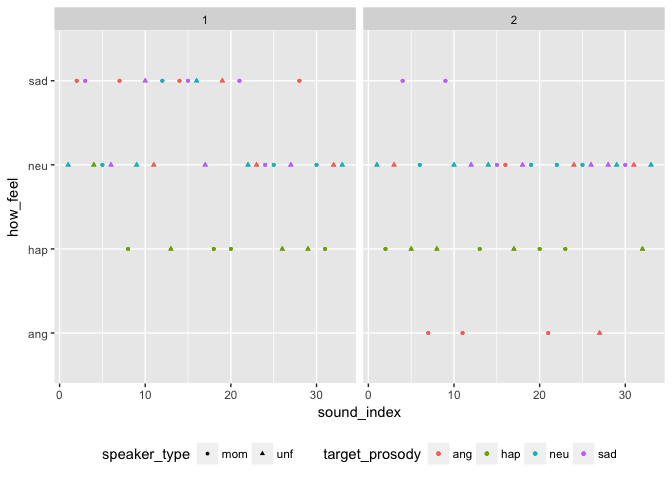 1 2
sad
neu
hap
ang
how_feel
0 10 20 30 0 10 20 30
sound_index
speaker_type mom unf target_prosody ang hap neu sad